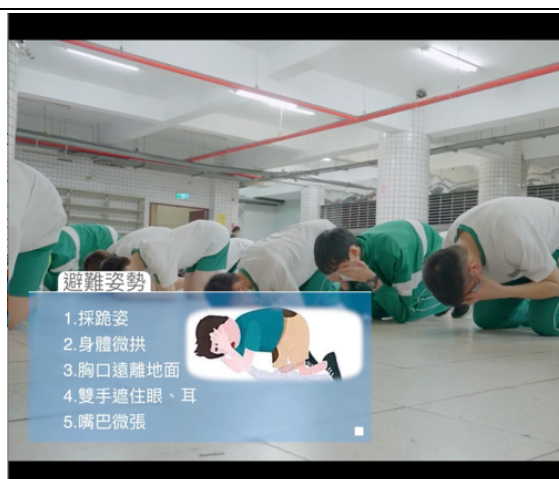 避難姿勢
1.採跪姿
2.身體微拱
3.胸口遠離地面
4.雙手遮住眼、耳
5.嘴巴微張